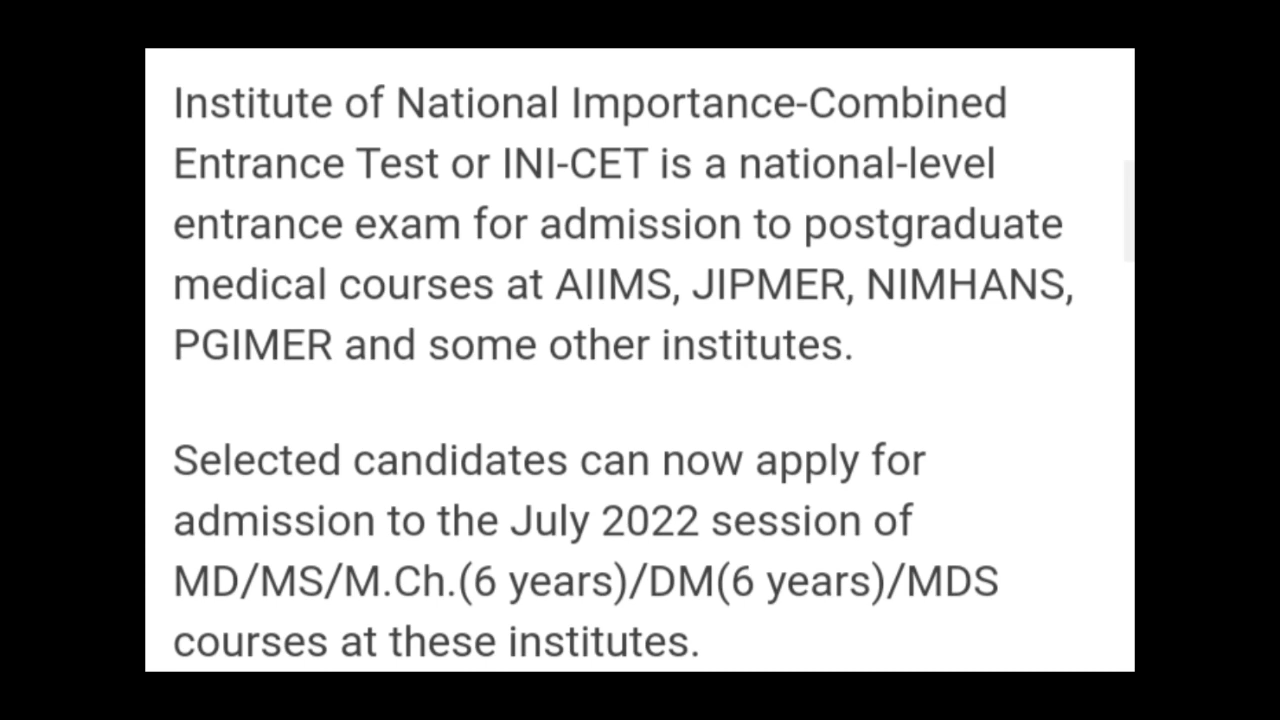 Institute of National Importance-Combined
Entrance Test or INI-CET is a national-level
entrance exam for admission to postgraduate
medical courses at AIIMS, JIPMER, NIMHANS,
PGIMER and some other institutes.
Selected candidates can now apply for
admission to the July 2022 session of
MD/MS/M.Ch.(6 years)/DM(6 years)/MDS
courses at these institutes.